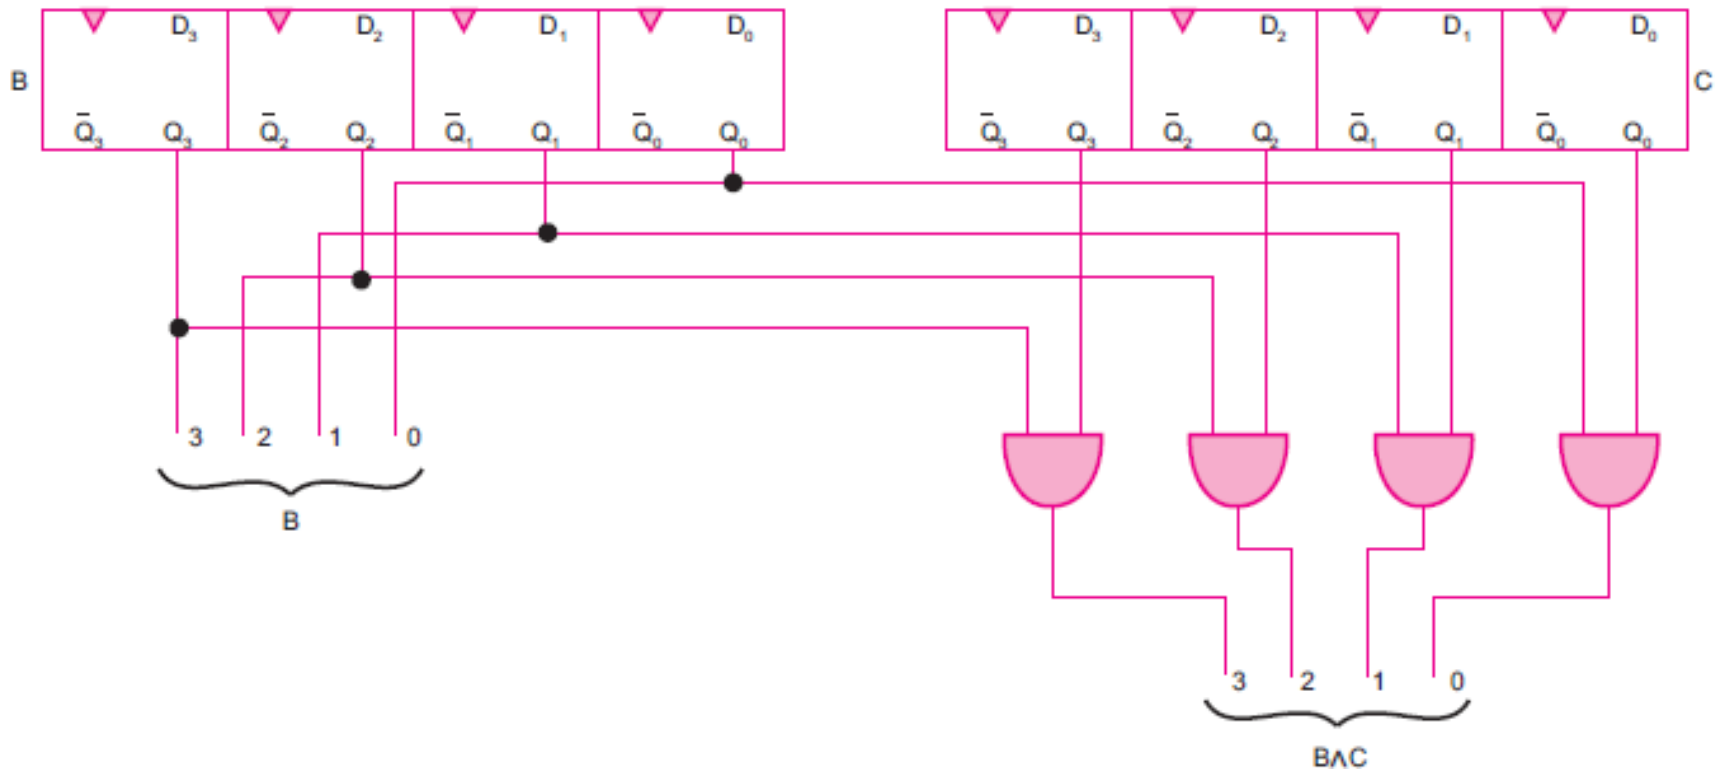 D₃ D₂ D₁ D₀ D₃ D₂ D₁ D₀
B C
Q̅₃ Q₃ Q̅₂ Q₂ Q̅₁ Q₁ Q̅₀ Q₀ Q̅₃ Q₃ Q̅₂ Q₂ Q̅₁ Q₁ Q̅₀ Q₀
3 2 1 0
B
3 2 1 0
B∧C